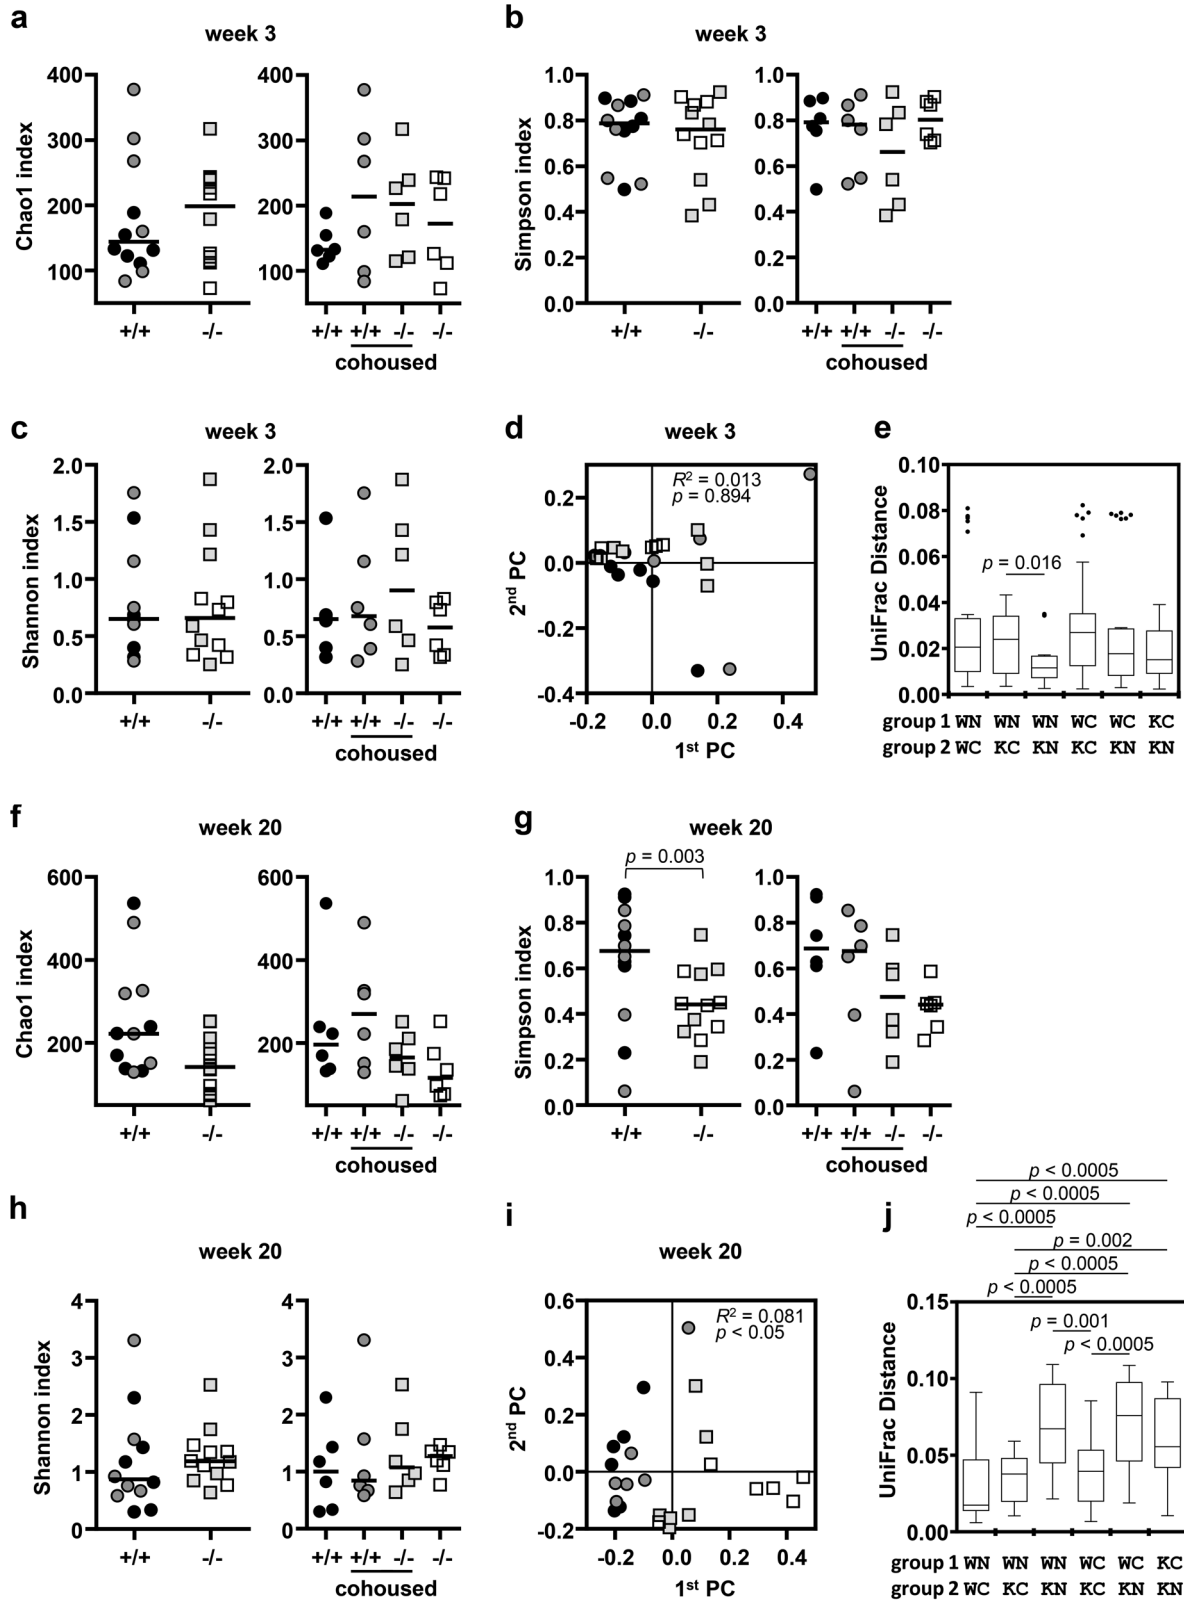 a
week 3
Chao1 index
400
300
200
100
+/+
-/-
400
300
200
100
+/+ +/+ -/- -/-
cohoused
b
week 3
Simpson index
1.0
0.8
0.6
0.4
0.2
0.0
+/+
-/-
1.0
0.8
0.6
0.4
0.2
0.0
+/+ +/+ -/- -/-
cohoused
c
week 3
Shannon index
2.0
1.5
1.0
0.5
0.0
+/+
-/-
2.0
1.5
1.0
0.5
0.0
+/+ +/+ -/- -/-
cohoused
d
week 3
R² = 0.013
p = 0.894
2nd PC
0.2
0.0
-0.2
-0.4
-0.2 0.0 0.2 0.4
1st PC
e
UniFrac Distance
0.10
0.08
0.06
0.04
0.02
0.00
p = 0.016
group 1 WN WN WN WC WC KC
group 2 WC KC KN KC KN KN
f
week 20
Chao1 index
600
400
200
+/+
-/-
600
400
200
+/+ +/+ -/- -/-
cohoused
g
week 20
p = 0.003
Simpson index
1.0
0.8
0.6
0.4
0.2
0.0
+/+
-/-
1.0
0.8
0.6
0.4
0.2
0.0
+/+ +/+ -/- -/-
cohoused
h
week 20
Shannon index
4
3
2
1
0
+/+
-/-
4
3
2
1
0
+/+ +/+ -/- -/-
cohoused
i
week 20
R² = 0.081
p < 0.05
2nd PC
0.6
0.4
0.2
0.0
-0.2
-0.2 0.0 0.2 0.4
1st PC
j
p < 0.0005
p < 0.0005
p < 0.0005
p = 0.002
p < 0.0005
p < 0.0005
p = 0.001
p < 0.0005
UniFrac Distance
0.15
0.10
0.05
0.00
group 1 WN WN WN WC WC KC
group 2 WC KC KN KC KN KN